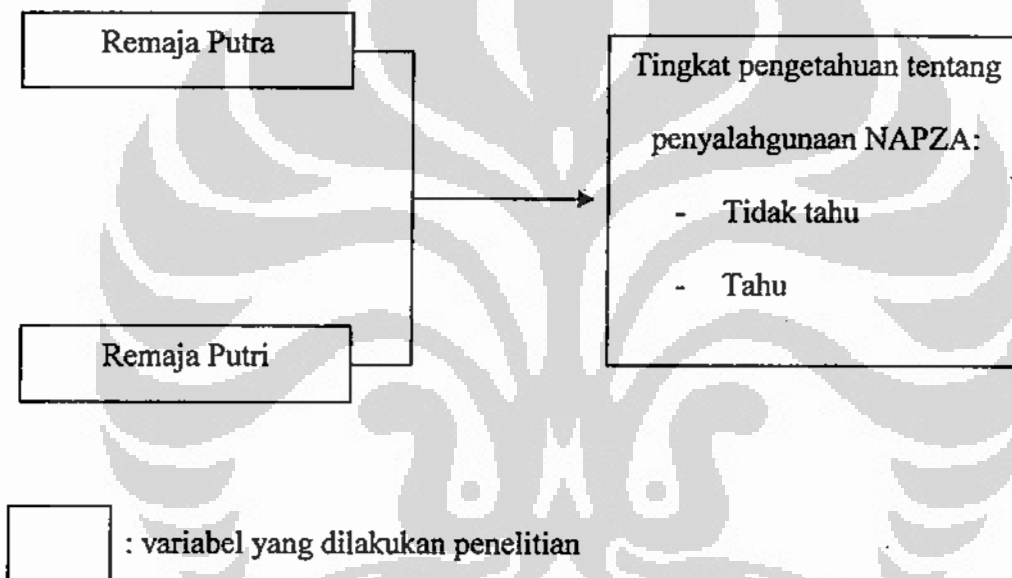 Remaja Putra
Tingkat pengetahuan tentang
penyalahgunaan NAPZA:
- Tidak tahu
- Tahu
Remaja Putri
: variabel yang dilakukan penelitian